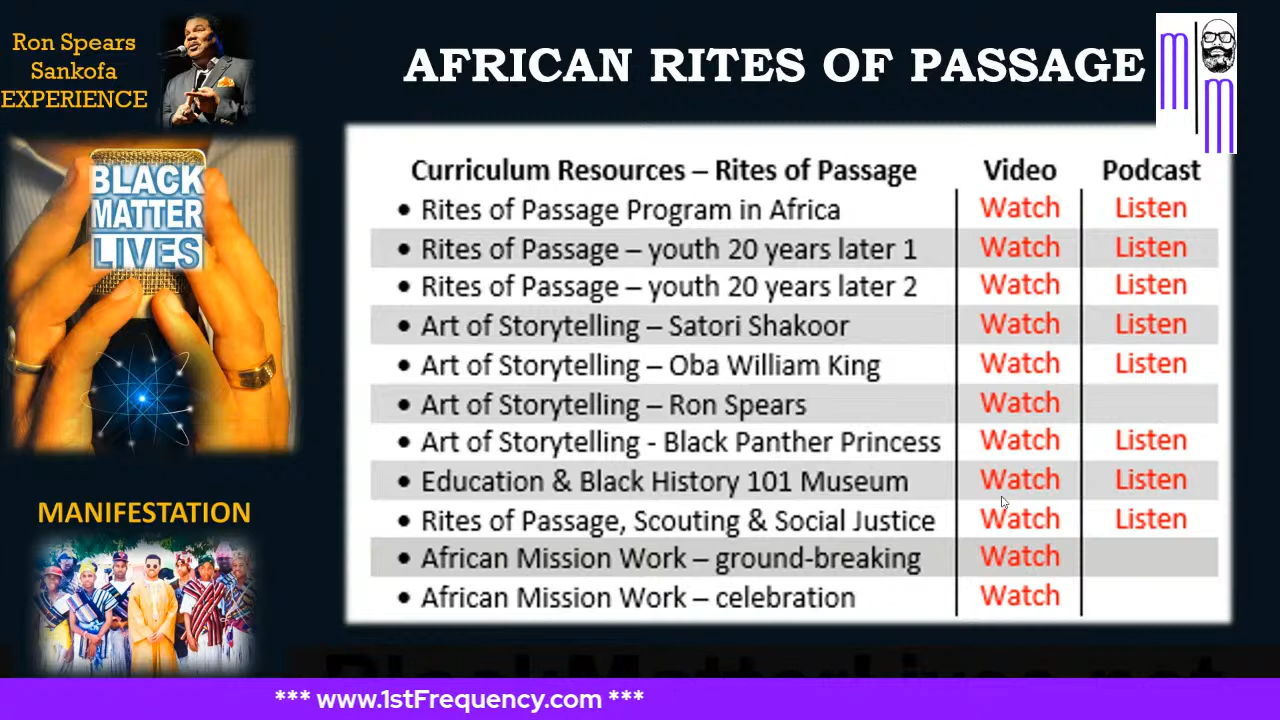 Ron Spears
Sankofa
EXPERIENCE
AFRICAN RITES OF PASSAGE
BLACK
MATTER
LIVES
MANIFESTATION
Curriculum Resources – Rites of Passage Video Podcast
• Rites of Passage Program in Africa Watch Listen
• Rites of Passage – youth 20 years later 1 Watch Listen
• Rites of Passage – youth 20 years later 2 Watch Listen
• Art of Storytelling – Satori Shakoor Watch Listen
• Art of Storytelling – Oba William King Watch Listen
• Art of Storytelling – Ron Spears Watch
• Art of Storytelling - Black Panther Princess Watch Listen
• Education & Black History 101 Museum Watch Listen
• Rites of Passage, Scouting & Social Justice Watch Listen
• African Mission Work – ground-breaking Watch
• African Mission Work – celebration Watch
BlackMatterLives.net
*** www.1stFrequency.com ***